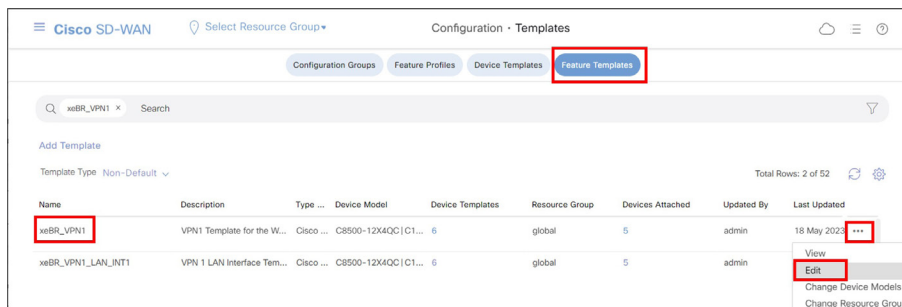 Cisco SD-WAN Select Resource Group▾ Configuration · Templates
Configuration Groups Feature Profiles Device Templates Feature Templates
xeBR_VPN1 × Search
Add Template
Template Type Non-Default Total Rows: 2 of 52
Name Description Type ... Device Model Device Templates Resource Group Devices Attached Updated By Last Updated
xeBR_VPN1 VPN1 Template for the W... Cisco ... C8500-12X4QC|C1... 6 global 5 admin 18 May 2023 •••
View
xeBR_VPN1_LAN_INT1 VPN 1 LAN Interface Tem... Cisco ... C8500-12X4QC|C1... 6 global 5 admin
Edit
Change Device Models
Change Resource Grou